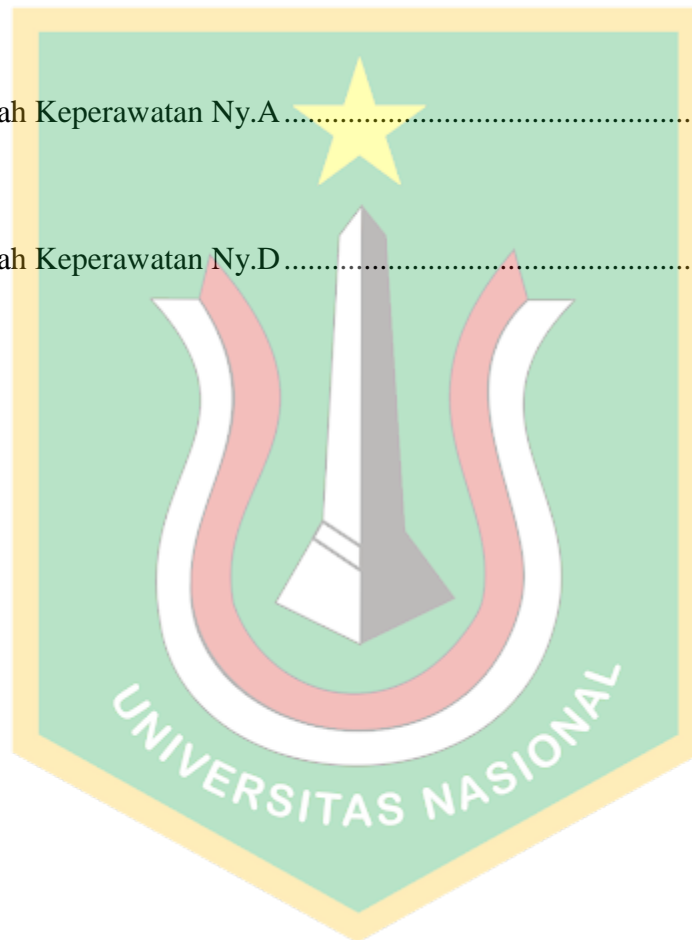 ah Keperawatan Ny.A.................................................
ah Keperawatan Ny.D.................................................
UNIVERSITAS NASIONAL